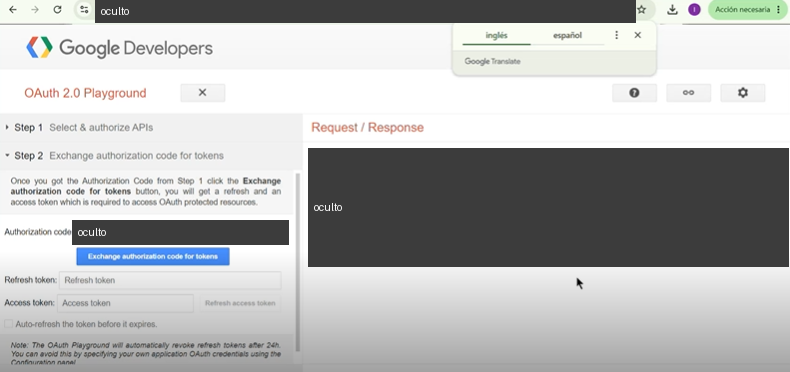 oculto
Acción necesaria
inglés español
Google Translate
Google Developers
OAuth 2.0 Playground
Step 1 Select & authorize APIs
Step 2 Exchange authorization code for tokens
Request / Response
Once you got the Authorization Code from Step 1 click the Exchange
authorization code for tokens button, you will get a refresh and an
access token which is required to access OAuth protected resources.
oculto
Authorization code oculto
Exchange authorization code for tokens
Refresh token: Refresh token
Access token: Access token Refresh access token
Auto-refresh the token before it expires.
Note: The OAuth Playground will automatically revoke refresh tokens after 24h.
You can avoid this by specifying your own application OAuth credentials using the
Configuration panel